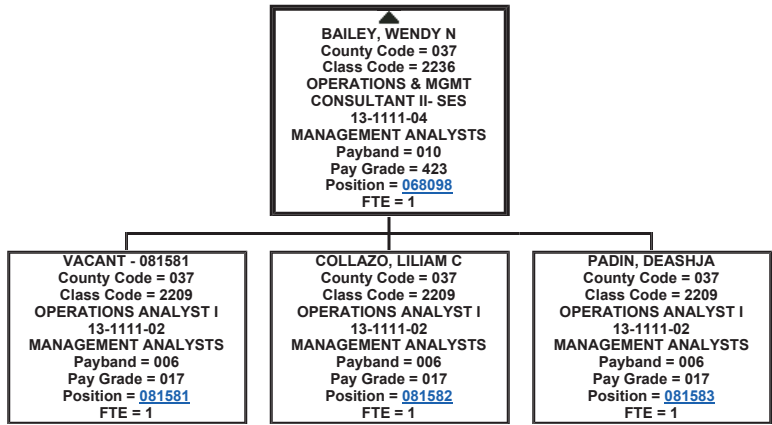 BAILEY, WENDY N
County Code = 037
Class Code = 2236
OPERATIONS & MGMT
CONSULTANT II- SES
13-1111-04
MANAGEMENT ANALYSTS
Payband = 010
Pay Grade = 423
Position = 068098
FTE = 1
VACANT - 081581
County Code = 037
Class Code = 2209
OPERATIONS ANALYST I
13-1111-02
MANAGEMENT ANALYSTS
Payband = 006
Pay Grade = 017
Position = 081581
FTE = 1
COLLAZO, LILIAM C
County Code = 037
Class Code = 2209
OPERATIONS ANALYST I
13-1111-02
MANAGEMENT ANALYSTS
Payband = 006
Pay Grade = 017
Position = 081582
FTE = 1
PADIN, DEASHJA
County Code = 037
Class Code = 2209
OPERATIONS ANALYST I
13-1111-02
MANAGEMENT ANALYSTS
Payband = 006
Pay Grade = 017
Position = 081583
FTE = 1